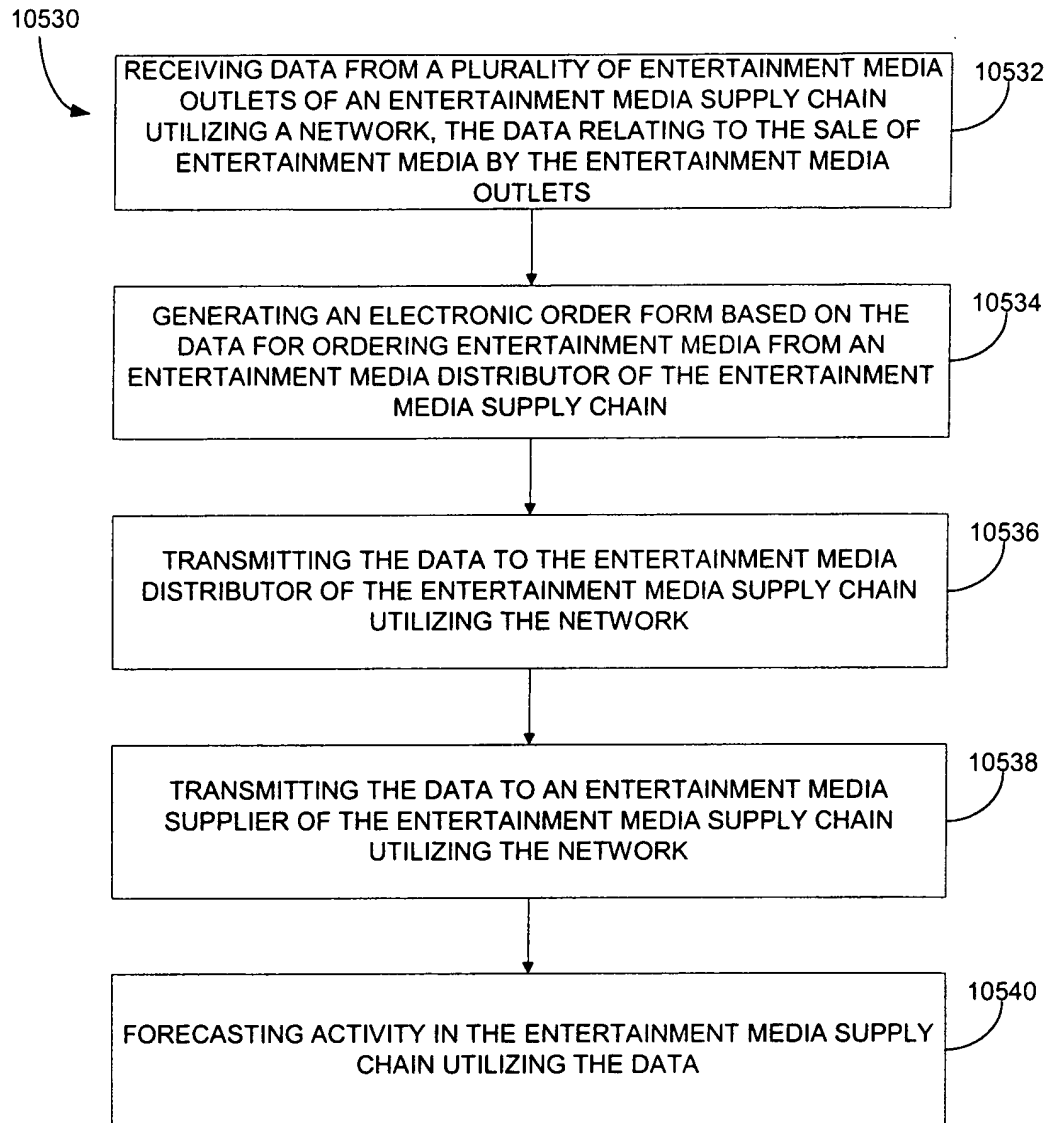 10530
RECEIVING DATA FROM A PLURALITY OF ENTERTAINMENT MEDIA
OUTLETS OF AN ENTERTAINMENT MEDIA SUPPLY CHAIN
UTILIZING A NETWORK, THE DATA RELATING TO THE SALE OF
ENTERTAINMENT MEDIA BY THE ENTERTAINMENT MEDIA
OUTLETS
10532
GENERATING AN ELECTRONIC ORDER FORM BASED ON THE
DATA FOR ORDERING ENTERTAINMENT MEDIA FROM AN
ENTERTAINMENT MEDIA DISTRIBUTOR OF THE ENTERTAINMENT
MEDIA SUPPLY CHAIN
10534
TRANSMITTING THE DATA TO THE ENTERTAINMENT MEDIA
DISTRIBUTOR OF THE ENTERTAINMENT MEDIA SUPPLY CHAIN
UTILIZING THE NETWORK
10536
TRANSMITTING THE DATA TO AN ENTERTAINMENT MEDIA
SUPPLIER OF THE ENTERTAINMENT MEDIA SUPPLY CHAIN
UTILIZING THE NETWORK
10538
FORECASTING ACTIVITY IN THE ENTERTAINMENT MEDIA SUPPLY
CHAIN UTILIZING THE DATA
10540